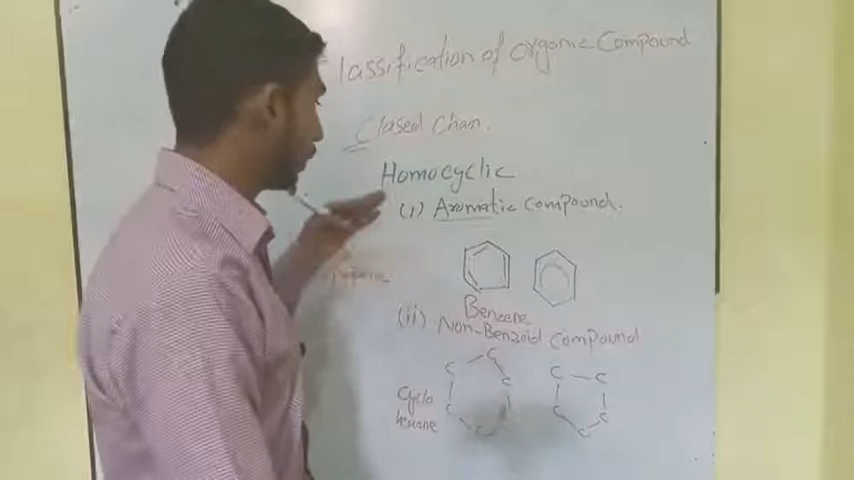 lassification of Organic Compound
Closed Chain.
Homocyclic
(i) Aromatic Compound.
Benzene
(ii) Non-Benzoid Compound
C C C C C C
C C C C C
Cyclo
hexane